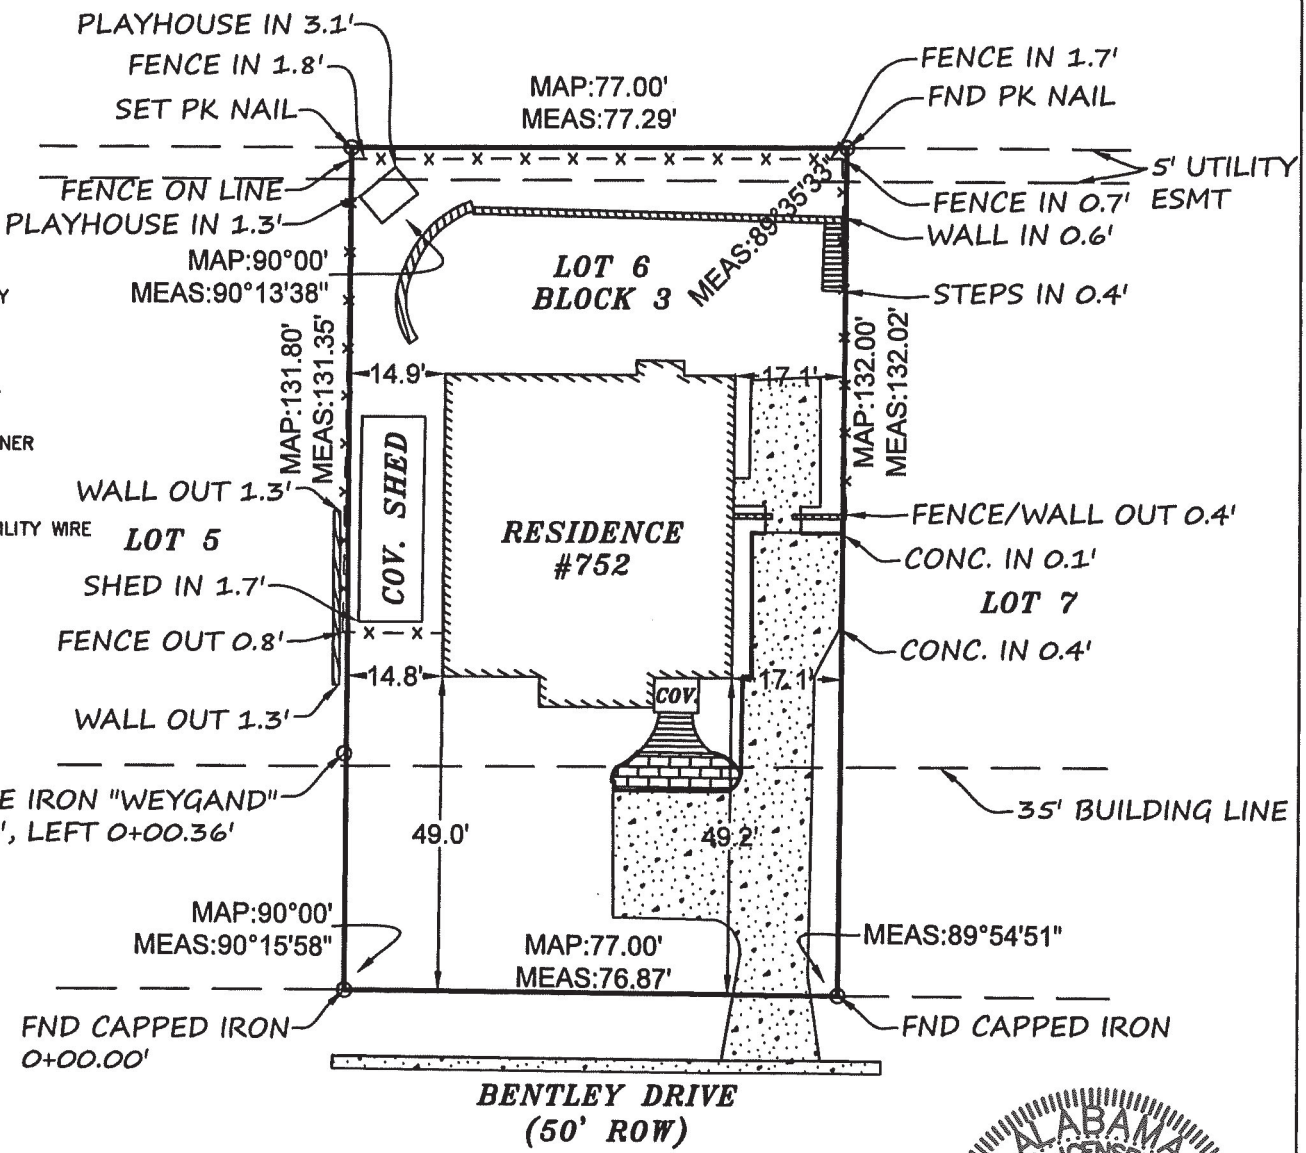 PLAYHOUSE IN 3.1'
FENCE IN 1.8'
SET PK NAIL
MAP:77.00'
MEAS:77.29'
FENCE IN 1.7'
FND PK NAIL
FENCE ON LINE
PLAYHOUSE IN 1.3'
5' UTILITY
ESMT
FENCE IN 0.7'
WALL IN 0.6'
MEAS:89°35'33"
MAP:90°00'
MEAS:90°13'38"
LOT 6
BLOCK 3
STEPS IN 0.4'
Y
MAP:131.80'
MEAS:131.35'
14.9'
17.1'
MAP:132.00'
MEAS:132.02'
NER
COV. SHED
WALL OUT 1.3'
ILITY WIRE
LOT 5
RESIDENCE
#752
FENCE/WALL OUT 0.4'
CONC. IN 0.1'
LOT 7
SHED IN 1.7'
FENCE OUT 0.8'
CONC. IN 0.4'
14.8'
COV.
17.1'
WALL OUT 1.3'
E IRON "WEYGAND"
', LEFT 0+00.36'
35' BUILDING LINE
49.0'
49.2'
MAP:90°00'
MEAS:90°15'58"
MAP:77.00'
MEAS:76.87'
MEAS:89°54'51"
FND CAPPED IRON
0+00.00'
FND CAPPED IRON
BENTLEY DRIVE
(50' ROW)
ALABAMA